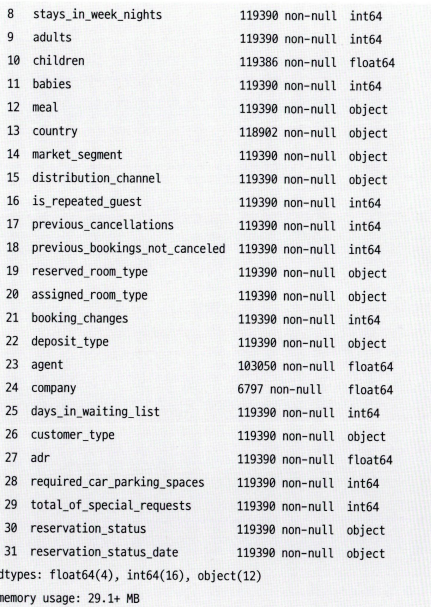 8 stays_in_week_nights 119390 non-null int64
9 adults 119390 non-null int64
10 children 119386 non-null float64
11 babies 119390 non-null int64
12 meal 119390 non-null object
13 country 118902 non-null object
14 market_segment 119390 non-null object
15 distribution_channel 119390 non-null object
16 is_repeated_guest 119390 non-null int64
17 previous_cancellations 119390 non-null int64
18 previous_bookings_not_canceled 119390 non-null int64
19 reserved_room_type 119390 non-null object
20 assigned_room_type 119390 non-null object
21 booking_changes 119390 non-null int64
22 deposit_type 119390 non-null object
23 agent 103050 non-null float64
24 company 6797 non-null float64
25 days_in_waiting_list 119390 non-null int64
26 customer_type 119390 non-null object
27 adr 119390 non-null float64
28 required_car_parking_spaces 119390 non-null int64
29 total_of_special_requests 119390 non-null int64
30 reservation_status 119390 non-null object
31 reservation_status_date 119390 non-null object
dtypes: float64(4), int64(16), object(12)
memory usage: 29.1+ MB